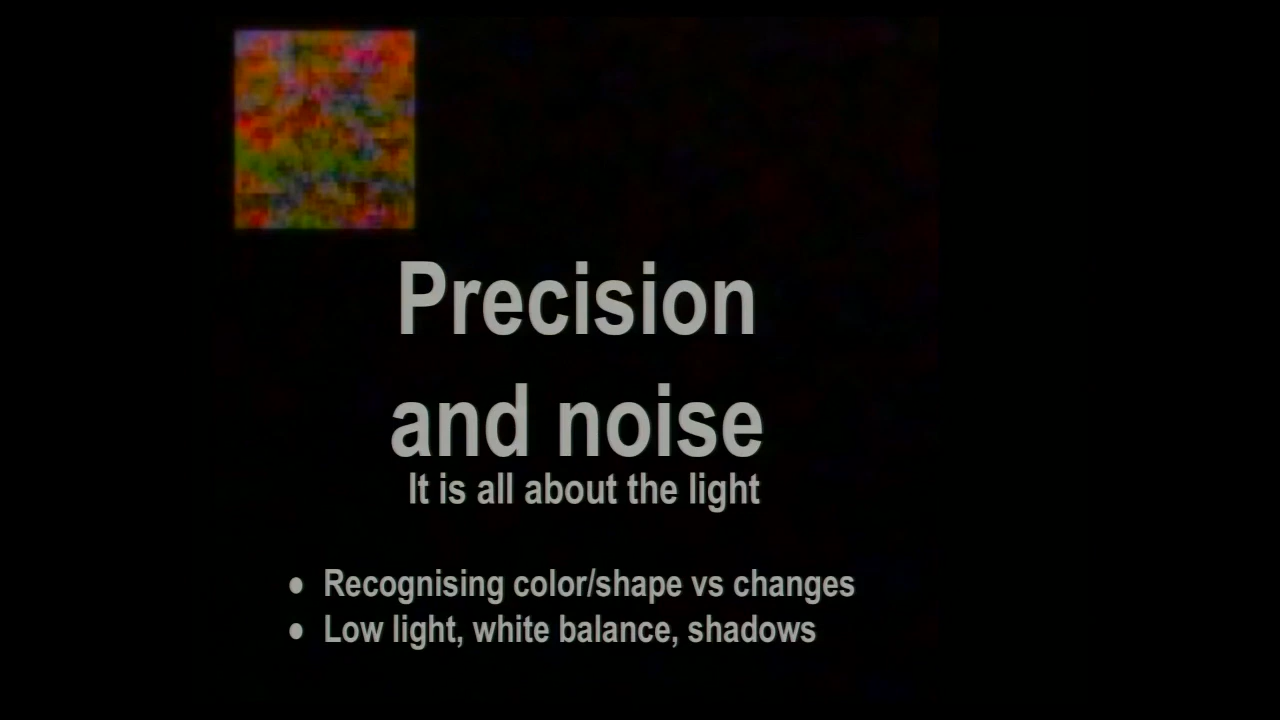 Precision
and noise
It is all about the light
● Recognising color/shape vs changes
● Low light, white balance, shadows